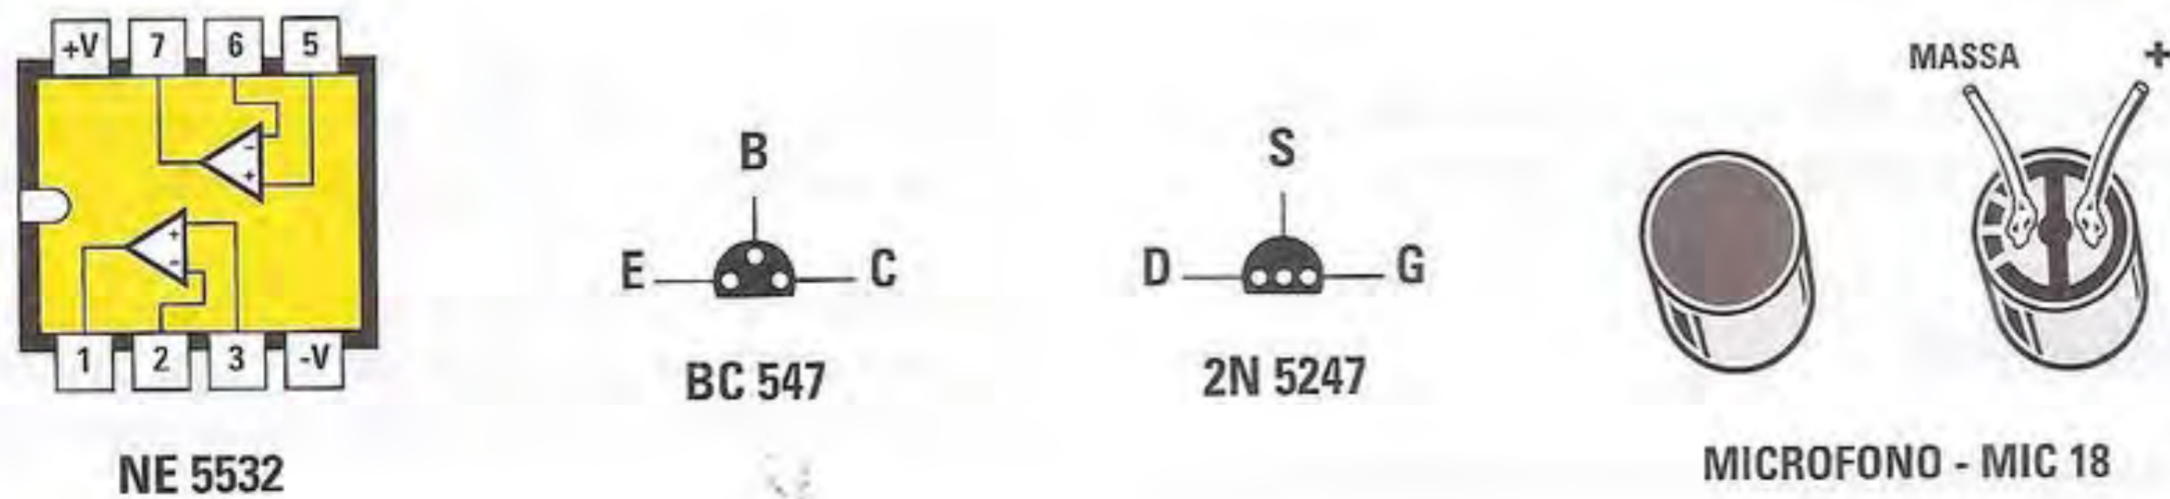 +V 7 6 5
- +
+ -
1 2 3 -V
NE 5532
B
E C
BC 547
S
D G
2N 5247
MASSA +
MICROFONO - MIC 18